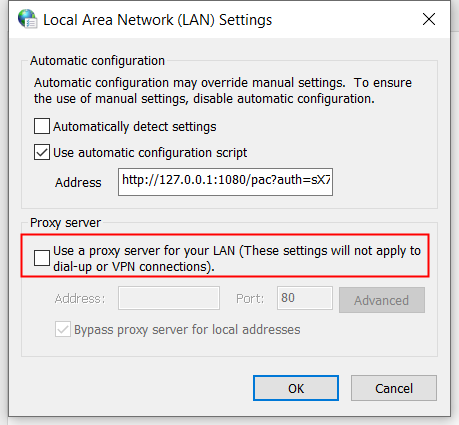 Local Area Network (LAN) Settings
Automatic configuration
Automatic configuration may override manual settings. To ensure
the use of manual settings, disable automatic configuration.
Automatically detect settings
Use automatic configuration script
Address http://127.0.0.1:1080/pac?auth=sX7
Proxy server
Use a proxy server for your LAN (These settings will not apply to
dial-up or VPN connections).
Address: Port: 80 Advanced
Bypass proxy server for local addresses
OK Cancel